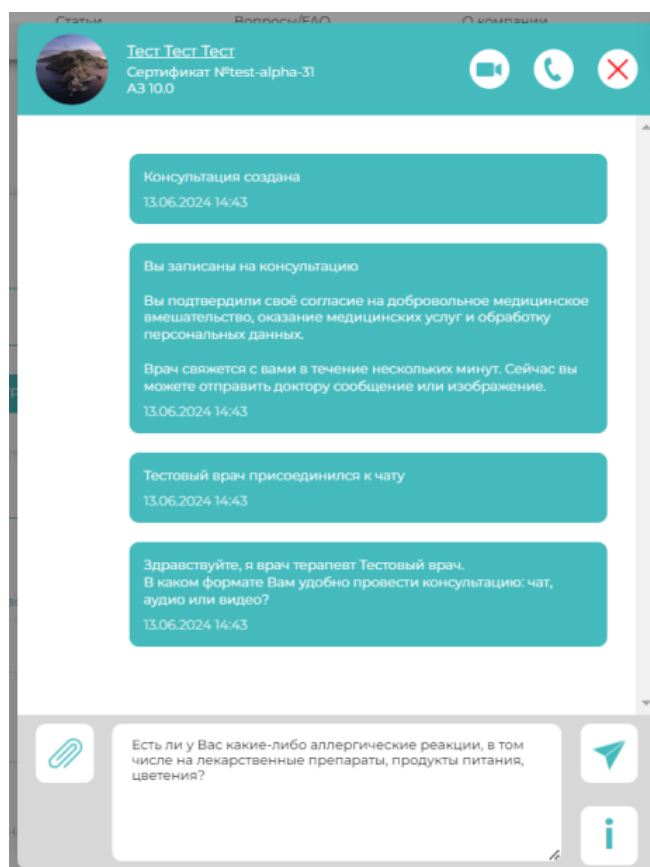 Статьи Вопросы/FAQ О компании
Тест Тест Тест
Сертификат №test-alpha-31
АЗ 10.0
Консультация создана
13.06.2024 14:43
Вы записаны на консультацию
Вы подтвердили своё согласие на добровольное медицинское
вмешательство, оказание медицинских услуг и обработку
персональных данных.
Врач свяжется с вами в течение нескольких минут. Сейчас вы
можете отправить доктору сообщение или изображение.
13.06.2024 14:43
Тестовый врач присоединился к чату
13.06.2024 14:43
Здравствуйте, я врач терапевт Тестовый врач.
В каком формате Вам удобно провести консультацию: чат,
аудио или видео?
13.06.2024 14:43
Есть ли у Вас какие-либо аллергические реакции, в том
числе на лекарственные препараты, продукты питания,
цветения?